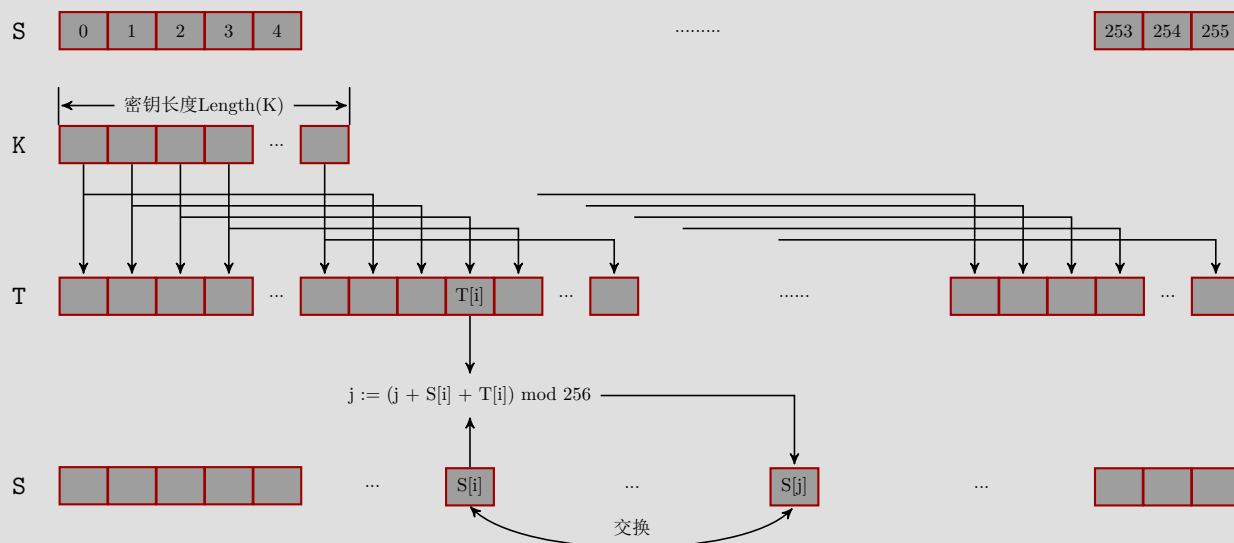 S 0 1 2 3 4 ......... 253 254 255
密钥长度Length(K)
K ...
T ... T[i] ... ...... ...
j := (j + S[i] + T[i]) mod 256
S ... S[i] ... S[j] ...
交换